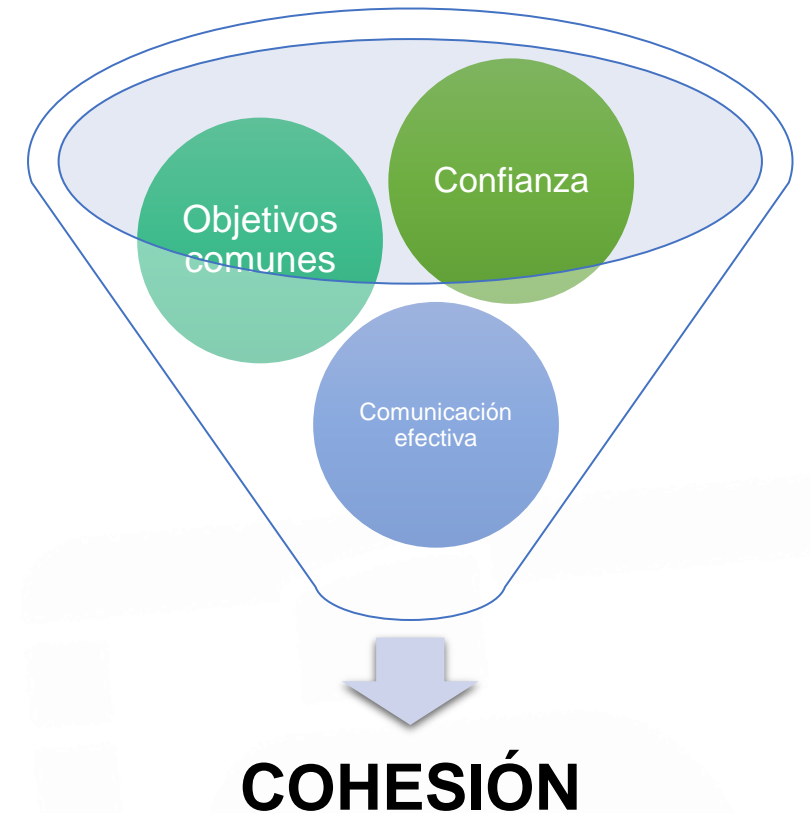 Confianza
Objetivos
comunes
Comunicación
efectiva
COHESIÓN